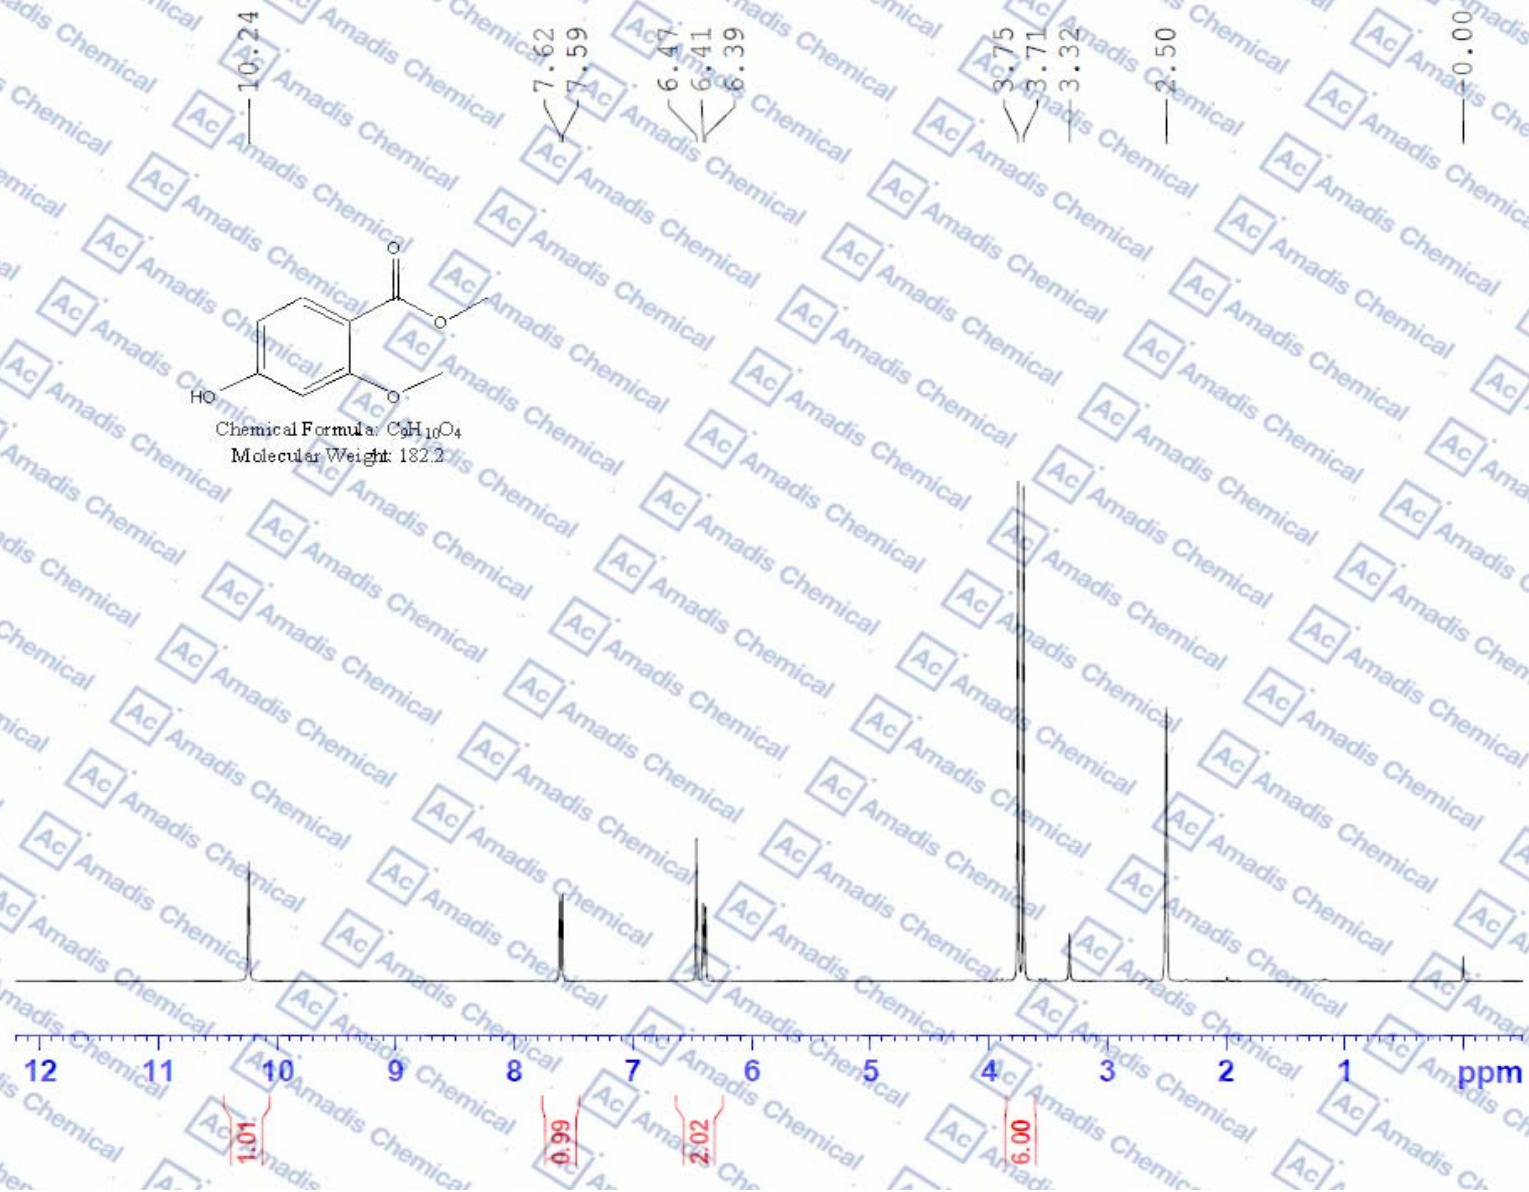 10.24
7.62
7.59
6.47
6.41
6.39
3.75
3.71
3.32
2.50
-0.00
O
O
HO
O
Chemical Formula: C₉H₁₀O₄
Molecular Weight: 182.2
12 11 10 9 8 7 6 5 4 3 2 1 ppm
1.01
0.99
2.02
6.00
Ac Amadis Chemical